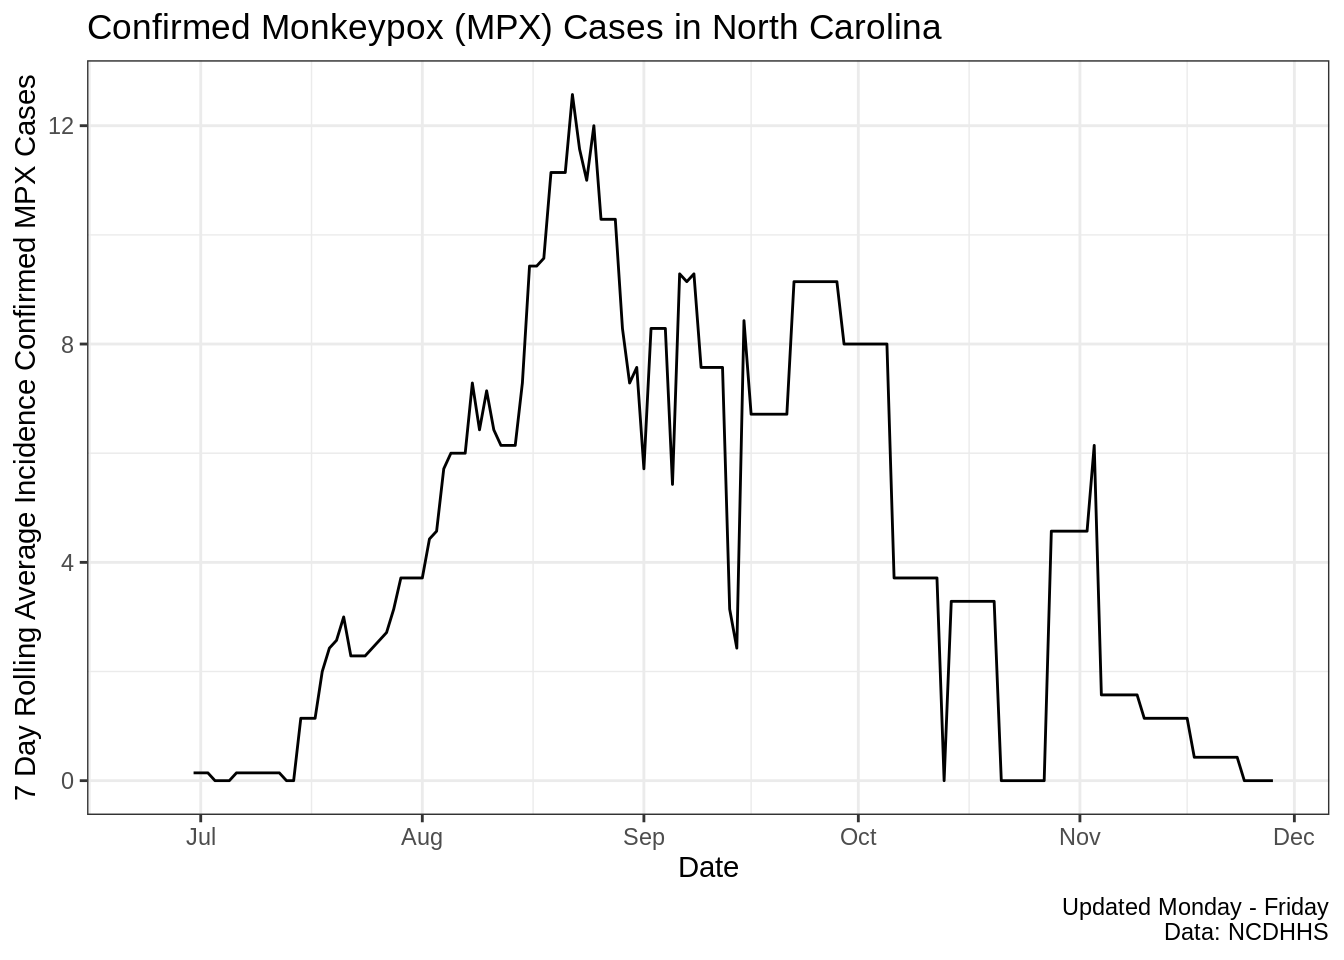 Confirmed Monkeypox (MPX) Cases in North Carolina
7 Day Rolling Average Incidence Confirmed MPX Cases
12
8
4
0
Jul Aug Sep Oct Nov Dec
Date
Updated Monday - Friday
Data: NCDHHS